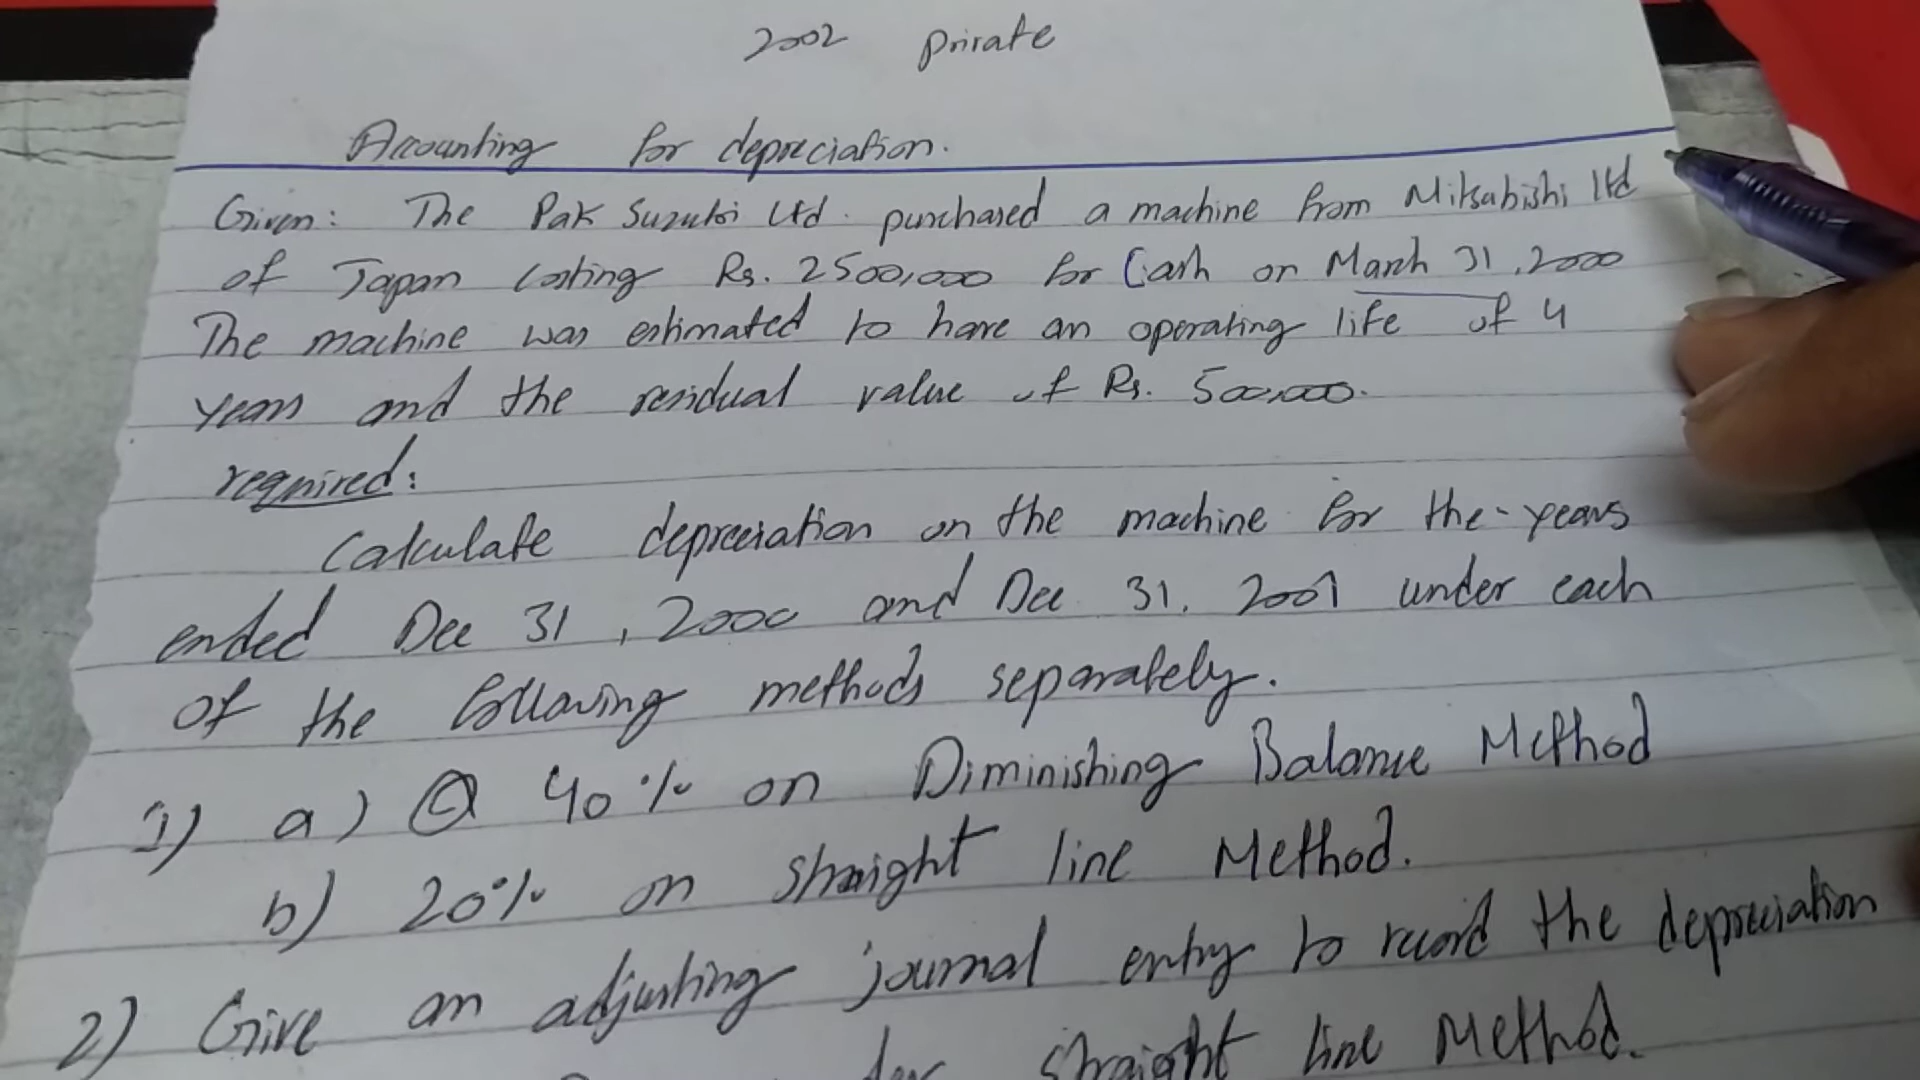 2002 private
Accounting for depreciation.
Given: The Pak Suzuki Ltd. purchased a machine from Mitsabishi ltd
of Japan costing Rs. 2500,000 for Cash on March 31, 2000
The machine was estimated to have an operating life of 4
years and the residual value of Rs. 500,000.
required:
Calculate depreciation on the machine for the-years
ended Dec 31, 2000 and Dec 31. 2001 under each
of the following methods separately.
1) a) @ 40% on Diminishing Balance Method
b) 20% on straight line Method.
2) Give an adjusting journal entry to record the depreciation
straight line Method.